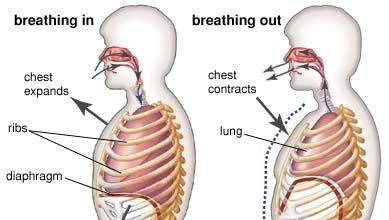 breathing in
chest
expands
ribs
diaphragm
breathing out
chest
contracts
lung